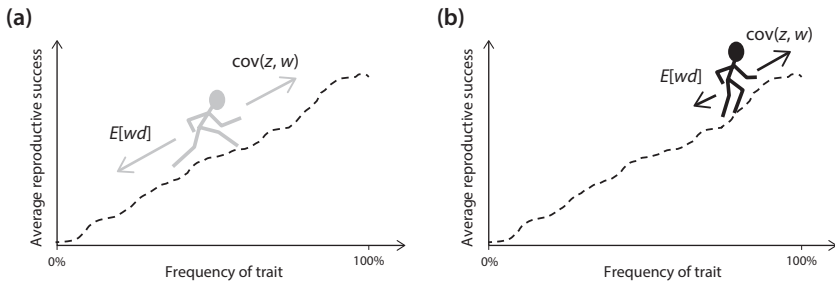 (a)
Average reproductive success
cov(z, w)
E[wd]
0%
Frequency of trait
100%
(b)
Average reproductive success
cov(z, w)
E[wd]
0%
Frequency of trait
100%